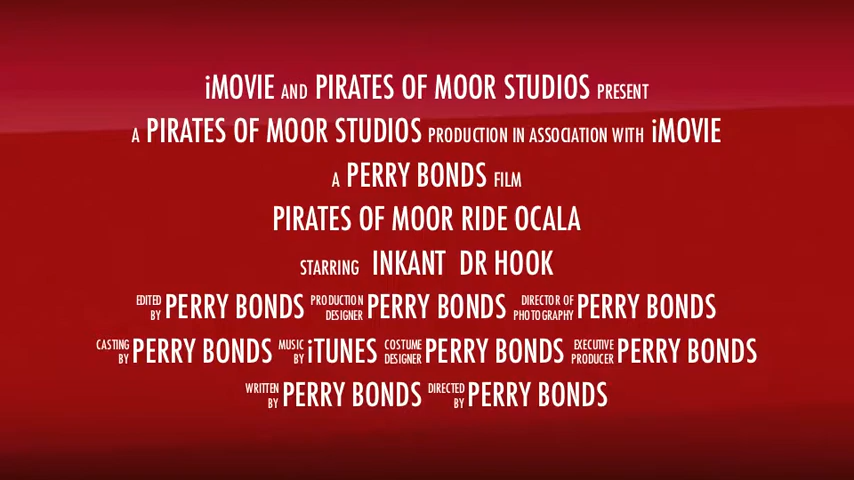 iMOVIE AND PIRATES OF MOOR STUDIOS PRESENT
A PIRATES OF MOOR STUDIOS PRODUCTION IN ASSOCIATION WITH iMOVIE
A PERRY BONDS FILM
PIRATES OF MOOR RIDE OCALA
STARRING INKANT DR HOOK
EDITED BY PERRY BONDS PRODUCTION DESIGNER PERRY BONDS DIRECTOR OF PHOTOGRAPHY PERRY BONDS
CASTING BY PERRY BONDS MUSIC BY iTUNES COSTUME DESIGNER PERRY BONDS EXECUTIVE PRODUCER PERRY BONDS
WRITTEN BY PERRY BONDS DIRECTED BY PERRY BONDS